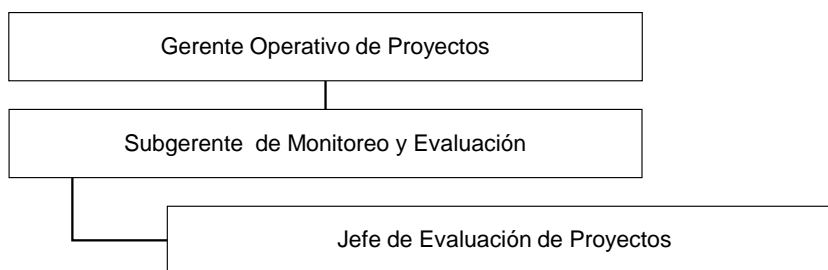 Gerente Operativo de Proyectos
Subgerente de Monitoreo y Evaluación
Jefe de Evaluación de Proyectos